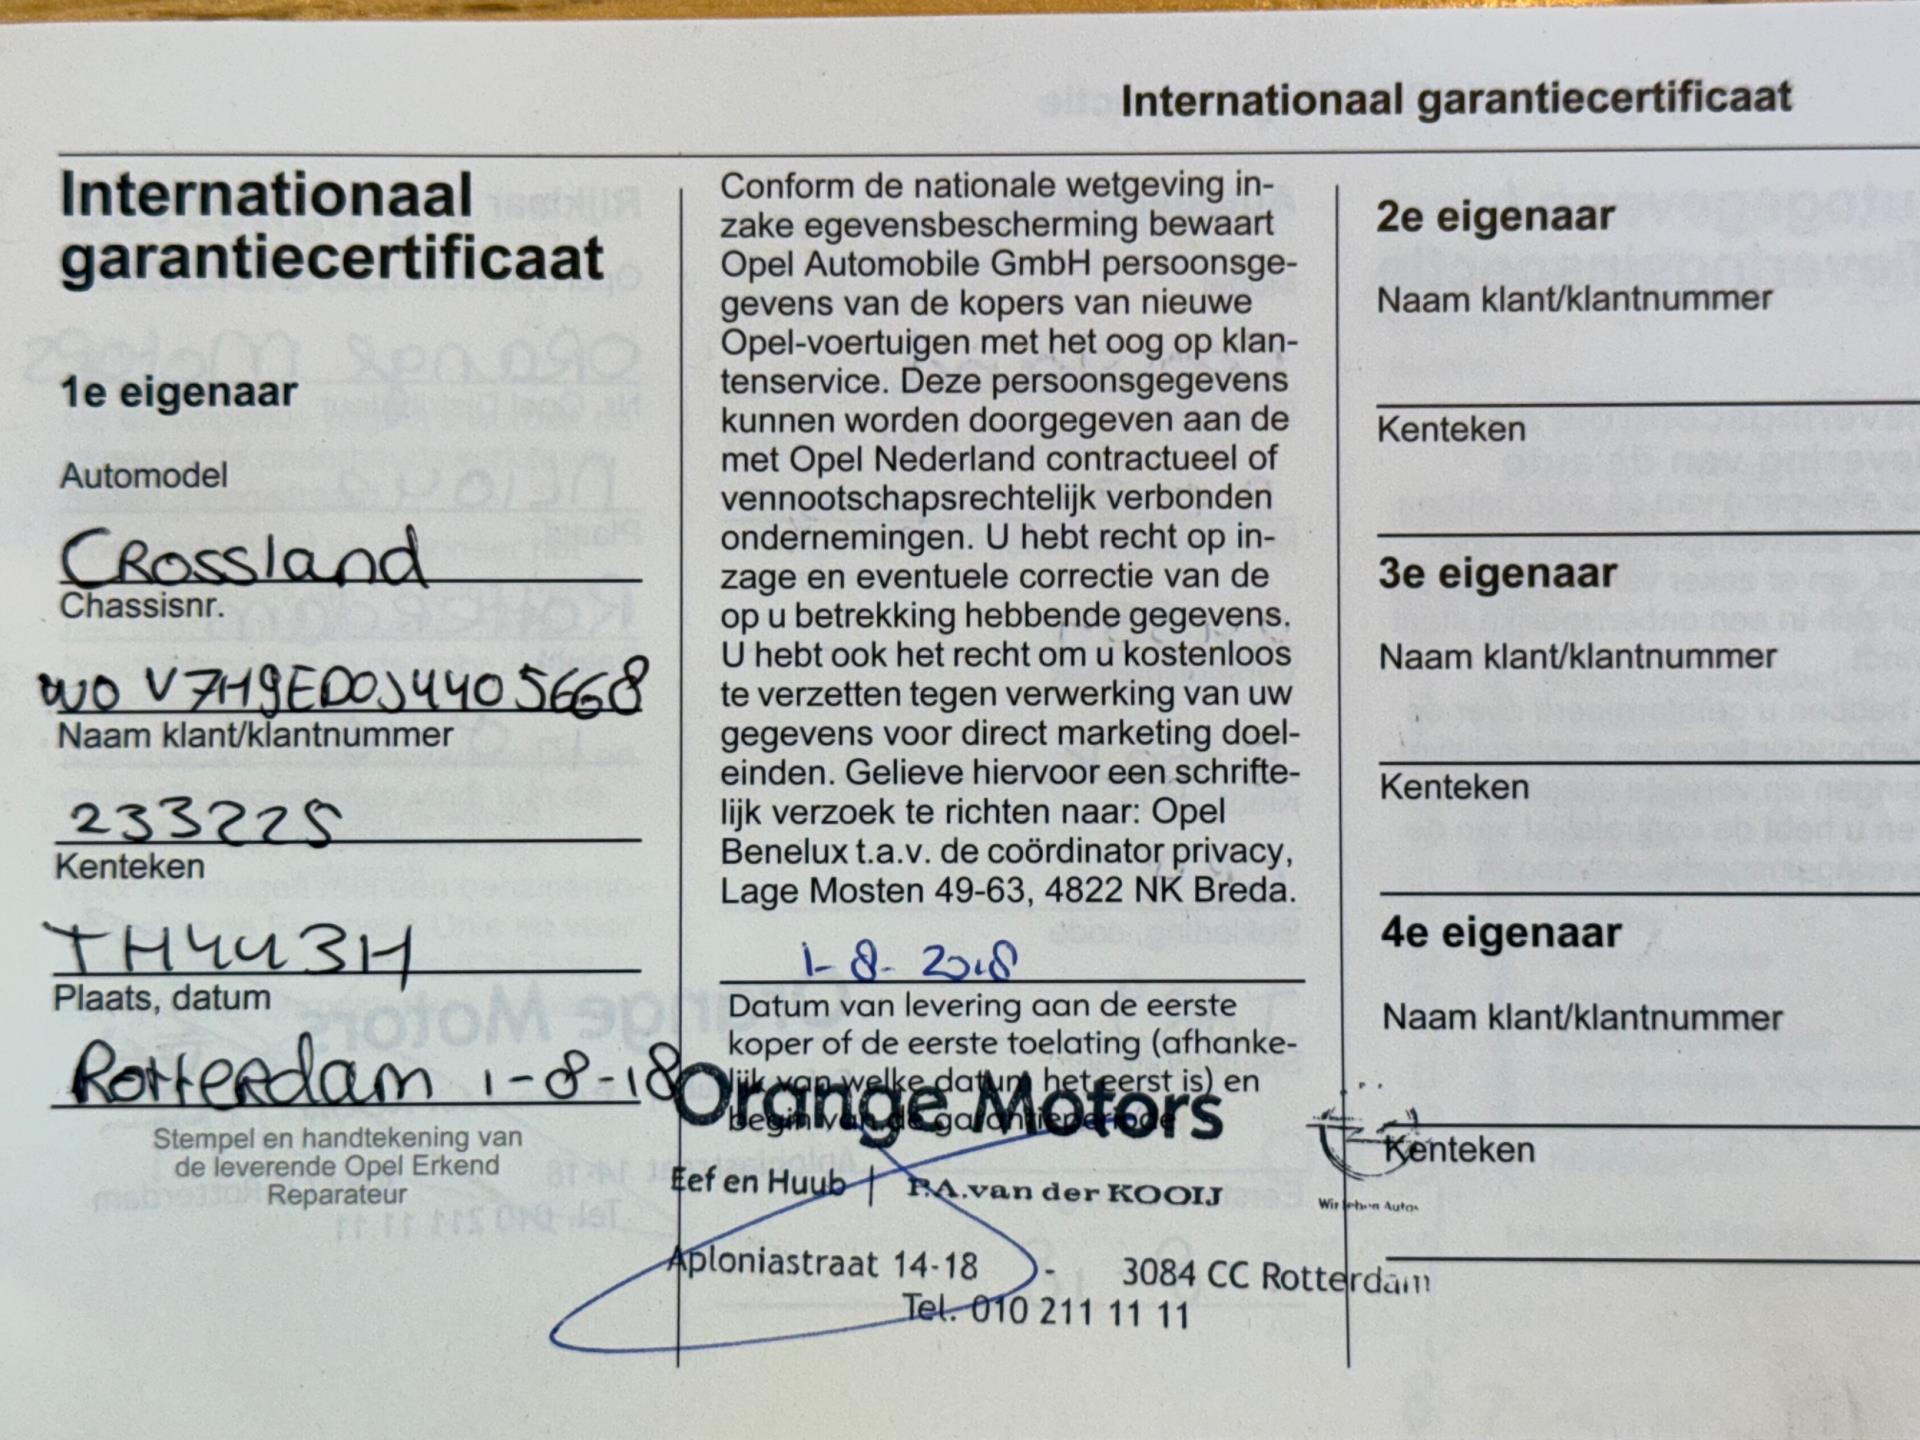 Internationaal garantiecertificaat
Internationaal
garantiecertificaat
1e eigenaar
Automodel
CRossland
Chassisnr.
W0 V7H9ED0J4405668
Naam klant/klantnummer
233225
Kenteken
TH443H
Plaats, datum
Rotterdam 1-8-18
Stempel en handtekening van
de leverende Opel Erkend
Reparateur
Conform de nationale wetgeving in-
zake egevensbescherming bewaart
Opel Automobile GmbH persoonsge-
gevens van de kopers van nieuwe
Opel-voertuigen met het oog op klan-
tenservice. Deze persoonsgegevens
kunnen worden doorgegeven aan de
met Opel Nederland contractueel of
vennootschapsrechtelijk verbonden
ondernemingen. U hebt recht op in-
zage en eventuele correctie van de
op u betrekking hebbende gegevens.
U hebt ook het recht om u kostenloos
te verzetten tegen verwerking van uw
gegevens voor direct marketing doel-
einden. Gelieve hiervoor een schrifte-
lijk verzoek te richten naar: Opel
Benelux t.a.v. de coördinator privacy,
Lage Mosten 49-63, 4822 NK Breda.
1-8-2018
Datum van levering aan de eerste
koper of de eerste toelating (afhanke-
lijk van welke datum het eerst is) en
begin van de garantieperiode
Orange Motors
Eef en Huub | P.A. van der KOOIJ
Wir leben Autos
Aploniastraat 14-18 - 3084 CC Rotterdam
Tel. 010 211 11 11
2e eigenaar
Naam klant/klantnummer
Kenteken
3e eigenaar
Naam klant/klantnummer
Kenteken
4e eigenaar
Naam klant/klantnummer
Kenteken